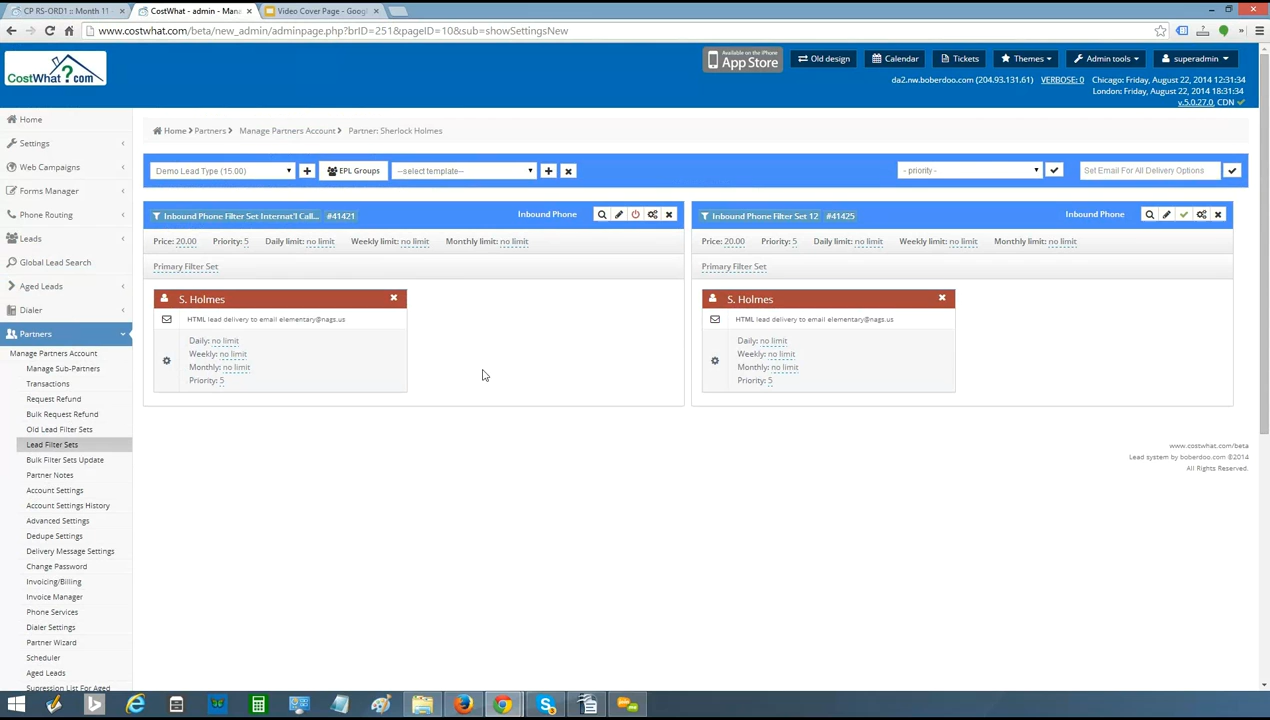 CP RS-ORD1 :: Month 11
CostWhat - admin - Mana
Video Cover Page - Goog
www.costwhat.com/beta/new_admin/adminpage.php?brID=251&pageID=10&sub=showSettingsNew
CostWhat?.com
Available on the iPhone
App Store
Old design
Calendar
Tickets
Themes
Admin tools
superadmin
da2.nw.boberdoo.com (204.93.131.61) VERBOSE: 0 Chicago: Friday, August 22, 2014 12:31:34
London: Friday, August 22, 2014 18:31:34
v.5.0.27.0, CDN
Home
Settings
Web Campaigns
Forms Manager
Phone Routing
Leads
Global Lead Search
Aged Leads
Dialer
Partners
Manage Partners Account
Manage Sub-Partners
Transactions
Request Refund
Bulk Request Refund
Old Lead Filter Sets
Lead Filter Sets
Bulk Filter Sets Update
Partner Notes
Account Settings
Account Settings History
Advanced Settings
Dedupe Settings
Delivery Message Settings
Change Password
Invoicing/Billing
Invoice Manager
Phone Services
Dialer Settings
Partner Wizard
Scheduler
Aged Leads
Supression List For Aged
Home Partners Manage Partners Account Partner: Sherlock Holmes
Demo Lead Type (15.00)
EPL Groups
--select template--
- priority -
Set Email For All Delivery Options
Inbound Phone Filter Set Internat'l Call... #41421 Inbound Phone
Price: 20.00 Priority: 5 Daily limit: no limit Weekly limit: no limit Monthly limit: no limit
Primary Filter Set
S. Holmes
HTML lead delivery to email elementary@nags.us
Daily: no limit
Weekly: no limit
Monthly: no limit
Priority: 5
Inbound Phone Filter Set 12 #41425 Inbound Phone
Price: 20.00 Priority: 5 Daily limit: no limit Weekly limit: no limit Monthly limit: no limit
Primary Filter Set
S. Holmes
HTML lead delivery to email elementary@nags.us
Daily: no limit
Weekly: no limit
Monthly: no limit
Priority: 5
www.costwhat.com/beta
Lead system by boberdoo.com ©2014
All Rights Reserved.